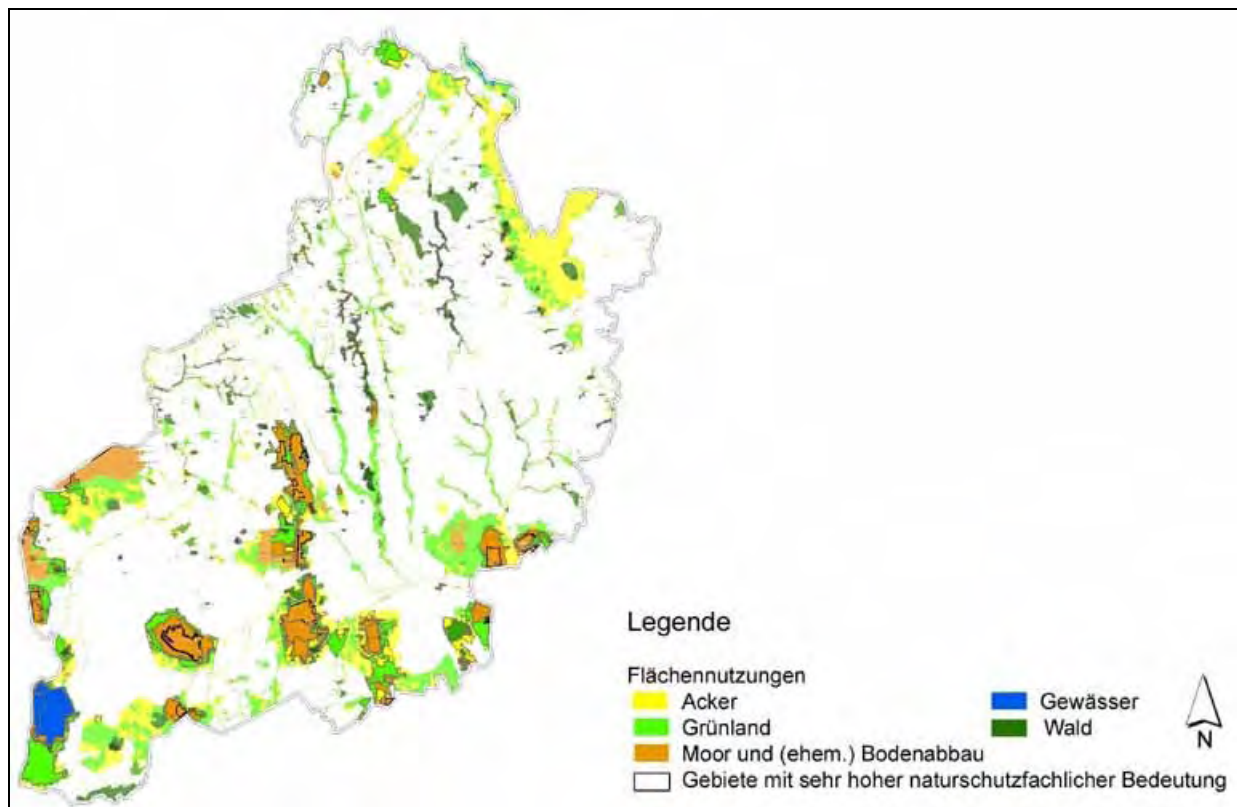 Legende
Flächennutzungen
Acker
Grünland
Moor und (ehem.) Bodenabbau
Gebiete mit sehr hoher naturschutzfachlicher Bedeutung
Gewässer
Wald
N